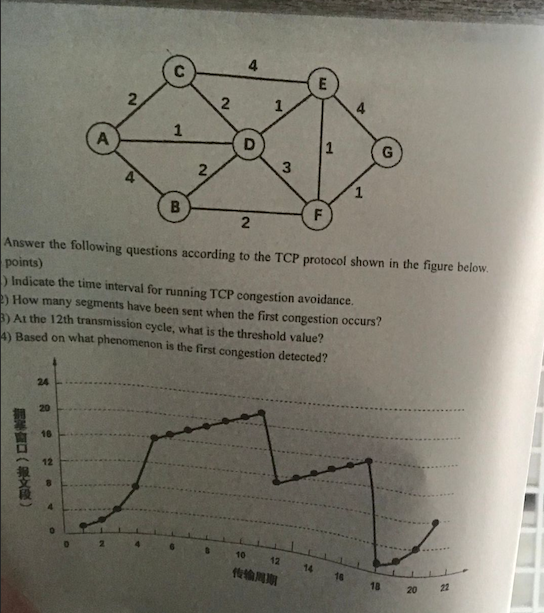 C
4
E
2
2
1
4
A
1
D
1
G
4
2
3
1
B
2
F
Answer the following questions according to the TCP protocol shown in the figure below.
points)
) Indicate the time interval for running TCP congestion avoidance.
2) How many segments have been sent when the first congestion occurs?
3) At the 12th transmission cycle, what is the threshold value?
4) Based on what phenomenon is the first congestion detected?
24
20
16
12
8
4
0
拥塞窗口（报文段）
0 2 4 6 8 10 12 14 16 18 20 22
传输周期